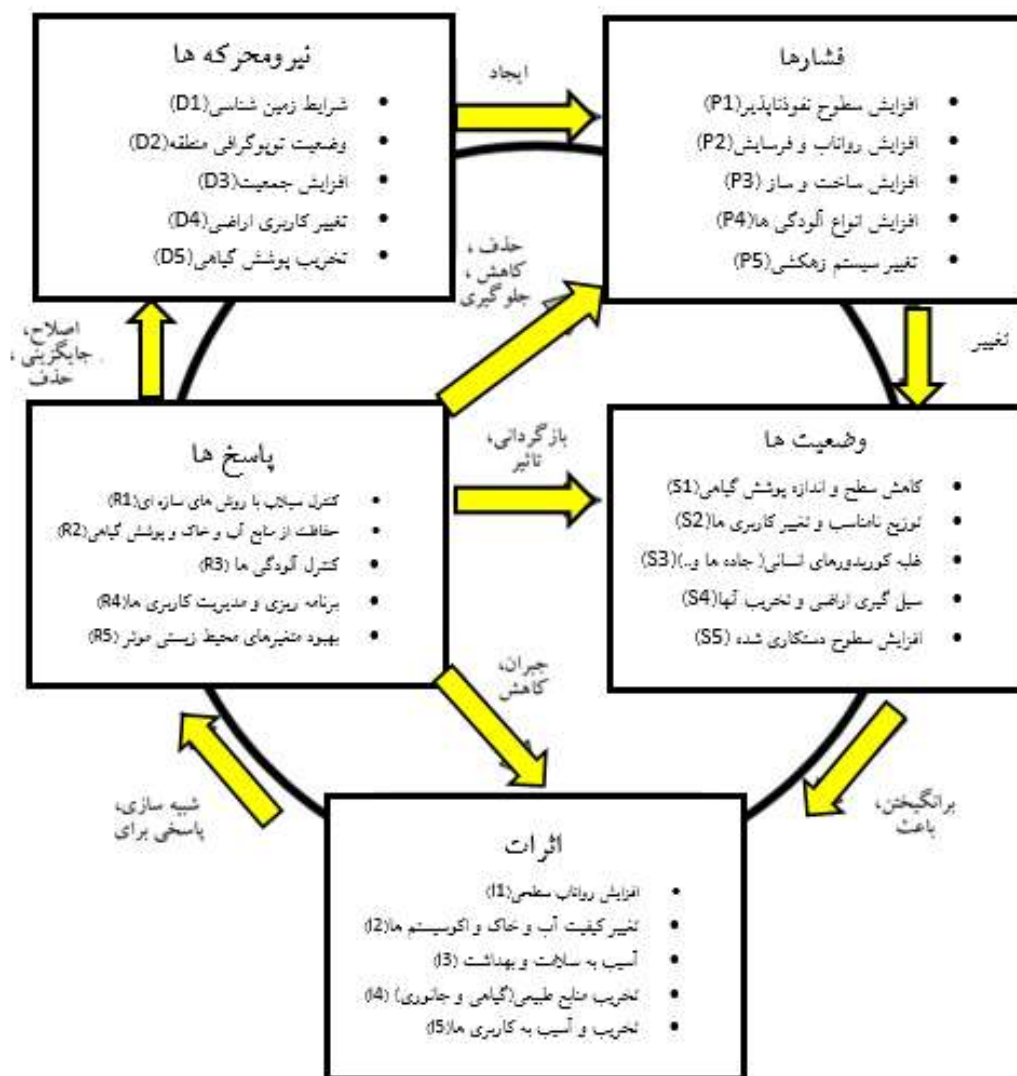 نیرومحرکه ها
شرایط زمین شناسی(D1)
وضعیت توپوگرافی منطقه(D2)
افزایش جمعیت(D3)
تغییر کاربری اراضی(D4)
تخریب پوشش گیاهی(D5)
ایجاد
فشارها
افزایش سطوح نفوذناپذیر(P1)
افزایش رواناب و فرسایش(P2)
افزایش ساخت و ساز (P3)
افزایش انواع آلودگی ها(P4)
تغییر سیستم زهکشی(P5)
حذف ،
کاهش ،
جلوگیری
اصلاح،
جایگزینی ،
حذف
تغییر
پاسخ ها
کنترل سیلاب با روش های سازه ای(R1)
حفاظت از منابع آب و خاک و پوشش گیاهی(R2)
کنترل آلودگی ها (R3)
برنامه ریزی و مدیریت کاربری ها(R4)
بهبود متغیرهای محیط زیستی موثر (R5)
بازگردانی،
تاثیر
وضعیت ها
کاهش سطح و اندازه پوشش گیاهی(S1)
توزیع نامناسب و تغییر کاربری ها(S2)
غلبه کوریدورهای انسانی( جاده ها و..)(S3)
سیل گیری اراضی و تخریب آنها(S4)
افزایش سطوح دستکاری شده (S5)
جبران،
کاهش
شبیه سازی،
پاسخی برای
برانگیختن،
باعث
اثرات
افزایش رواناب سطحی(I1)
تغییر کیفیت آب و خاک و اکوسیستم ها(I2)
آسیب به سلامت و بهداشت (I3)
تخریب منابع طبیعی(گیاهی و جانوری) (I4)
تخریب و آسیب به کاربری ها(I5)